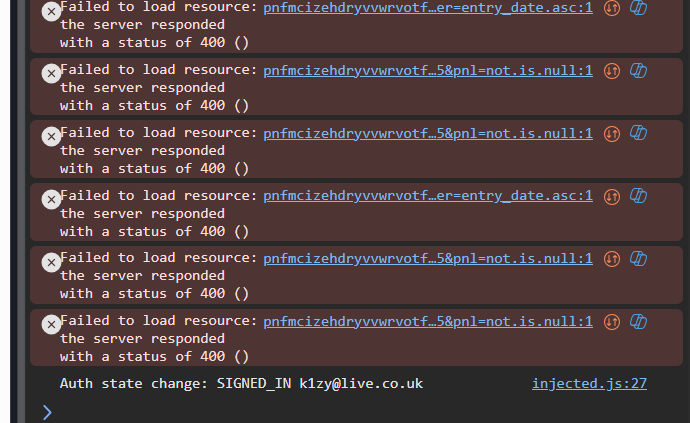 Failed to load resource: pnfmcizehdryvvwrvotf…er=entry_date.asc:1
the server responded
with a status of 400 ()
Failed to load resource: pnfmcizehdryvvwrvotf…5&pnl=not.is.null:1
the server responded
with a status of 400 ()
Failed to load resource: pnfmcizehdryvvwrvotf…5&pnl=not.is.null:1
the server responded
with a status of 400 ()
Failed to load resource: pnfmcizehdryvvwrvotf…er=entry_date.asc:1
the server responded
with a status of 400 ()
Failed to load resource: pnfmcizehdryvvwrvotf…5&pnl=not.is.null:1
the server responded
with a status of 400 ()
Failed to load resource: pnfmcizehdryvvwrvotf…5&pnl=not.is.null:1
the server responded
with a status of 400 ()
Auth state change: SIGNED_IN k1zy@live.co.uk injected.js:27